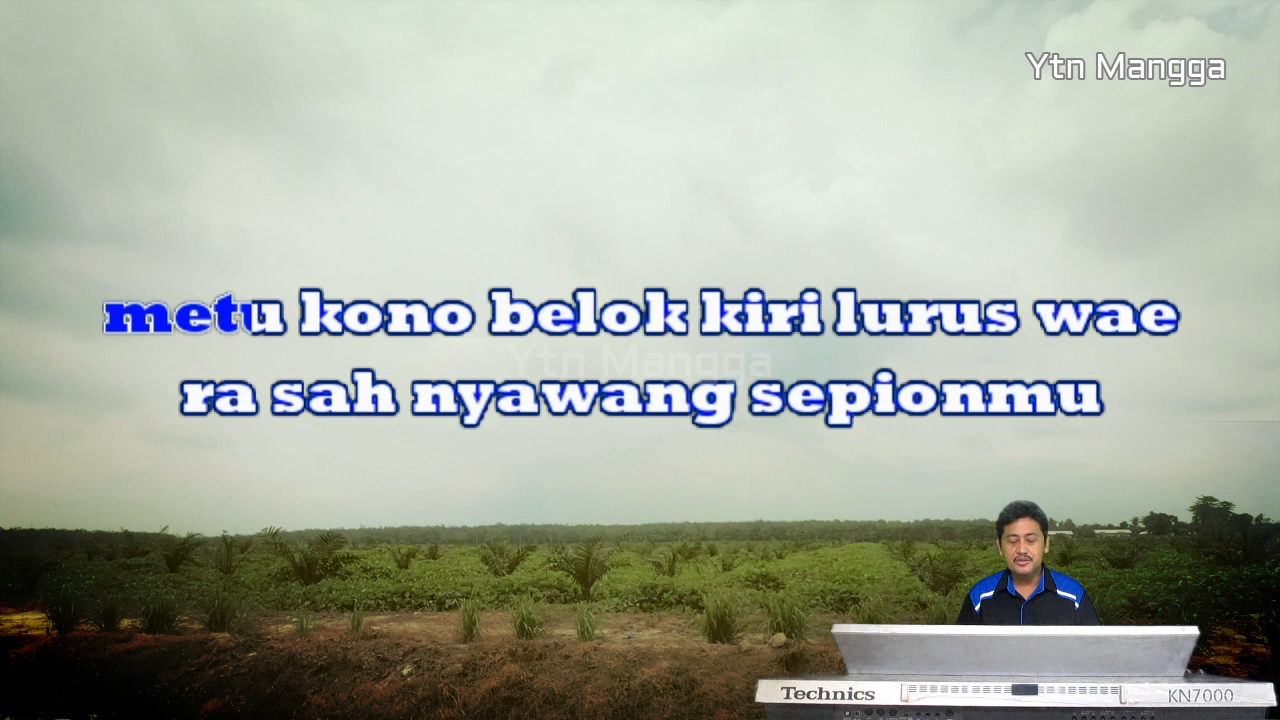 Ytn Mangga
metu kono belok kiri lurus wae
Ytn Mangga
ra sah nyawang sepionmu
Technics KN7000